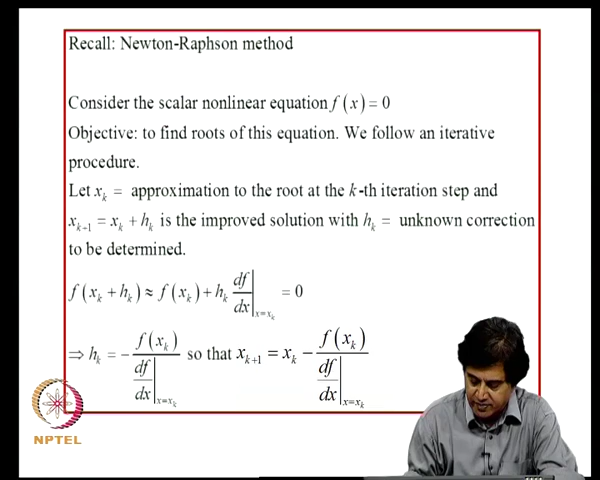 Recall: Newton-Raphson method
Consider the scalar nonlinear equation f(x) = 0
Objective: to find roots of this equation. We follow an iterative
procedure.
Let x_k = approximation to the root at the k-th iteration step and
x_{k+1} = x_k + h_k is the improved solution with h_k = unknown correction
to be determined.
f(x_k + h_k) ≈ f(x_k) + h_k df/dx|_{x=x_k} = 0
⇒ h_k = − f(x_k) / (df/dx|_{x=x_k}) so that x_{k+1} = x_k − f(x_k) / (df/dx|_{x=x_k})
NPTEL